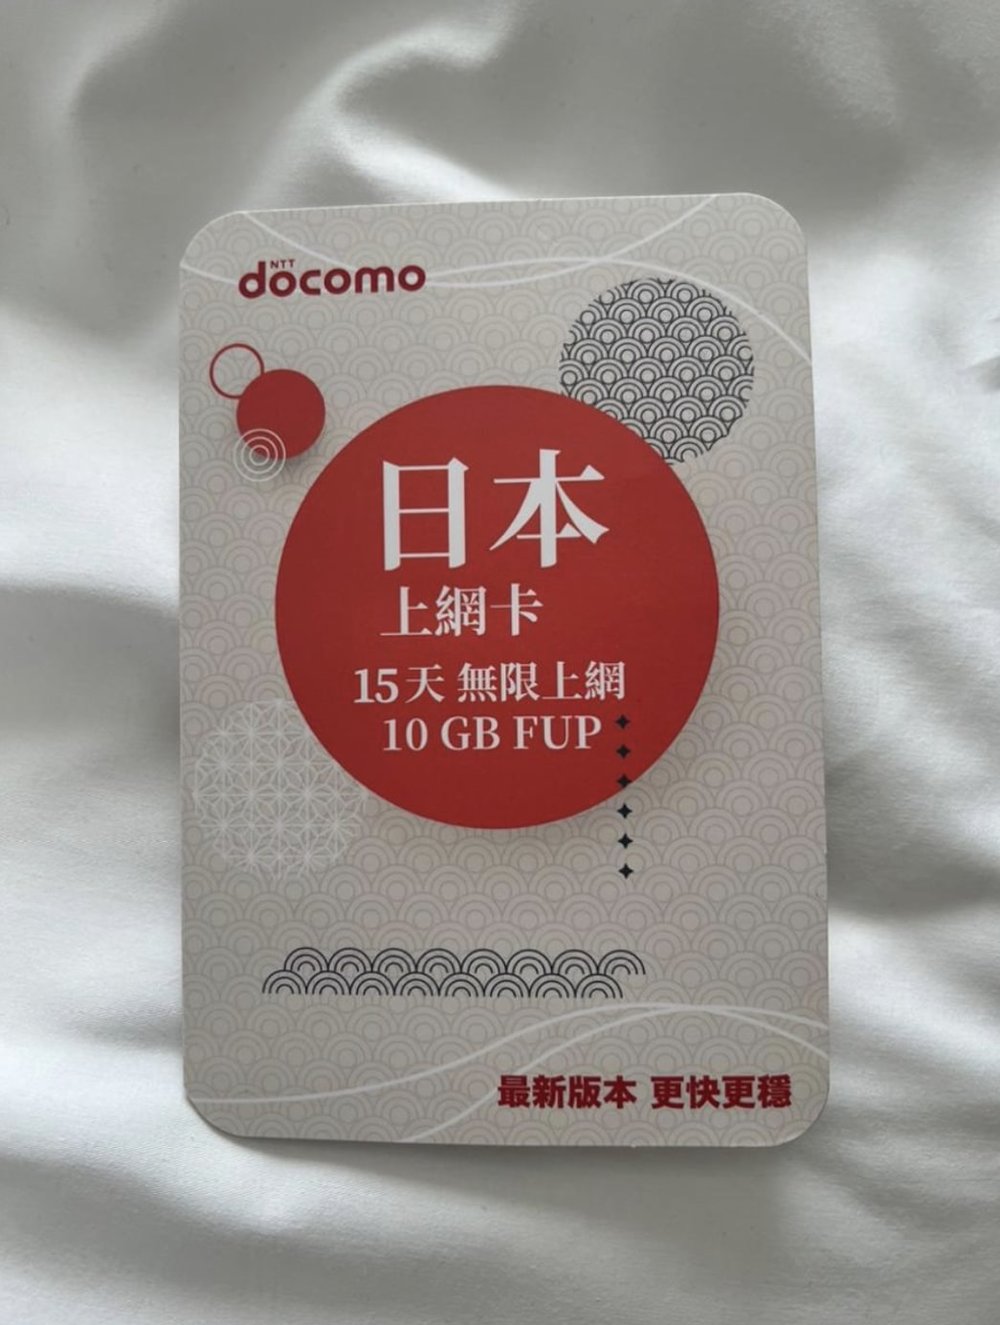 NTT
docomo
日本
上網卡
15天 無限上網
10 GB FUP
最新版本 更快更穩